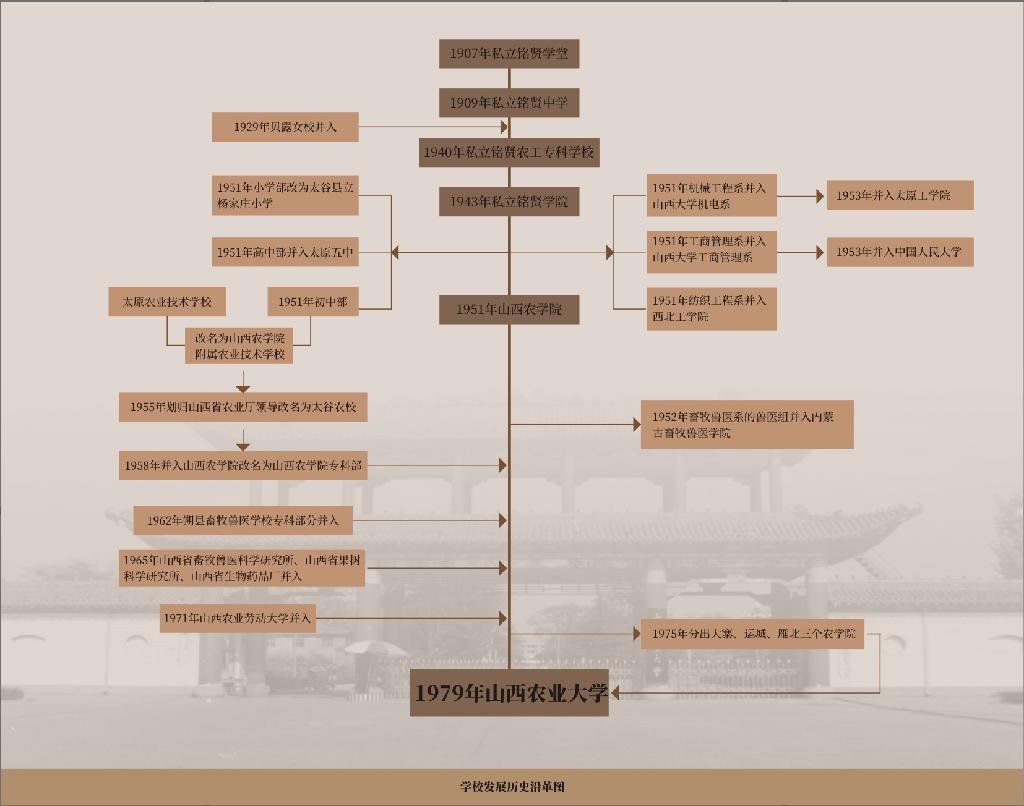 1907年私立铭贤学堂
1909年私立铭贤中学
1929年贝露女校并入
1940年私立铭贤农工专科学校
1943年私立铭贤学院
1951年小学部改为太谷县立
杨家庄小学
1951年高中部并入太原五中
太原农业技术学校
1951年初中部
改名为山西农学院
附属农业技术学校
1951年机械工程系并入
山西大学机电系
1953年并入太原工学院
1951年工商管理系并入
山西大学工商管理系
1953年并入中国人民大学
1951年纺织工程系并入
西北工学院
1951年山西农学院
1955年划归山西省农业厅领导改名为太谷农校
1952年畜牧兽医系的兽医组并入内蒙
古畜牧兽医学院
1958年并入山西农学院改名为山西农学院专科部
1962年朔县畜牧兽医学校专科部分并入
1965年山西省畜牧兽医科学研究所、山西省果树
科学研究所、山西省生物药品厂并入
1971年山西农业劳动大学并入
1975年分出大寨、运城、雁北三个农学院
1979年山西农业大学
学校发展历史沿革图